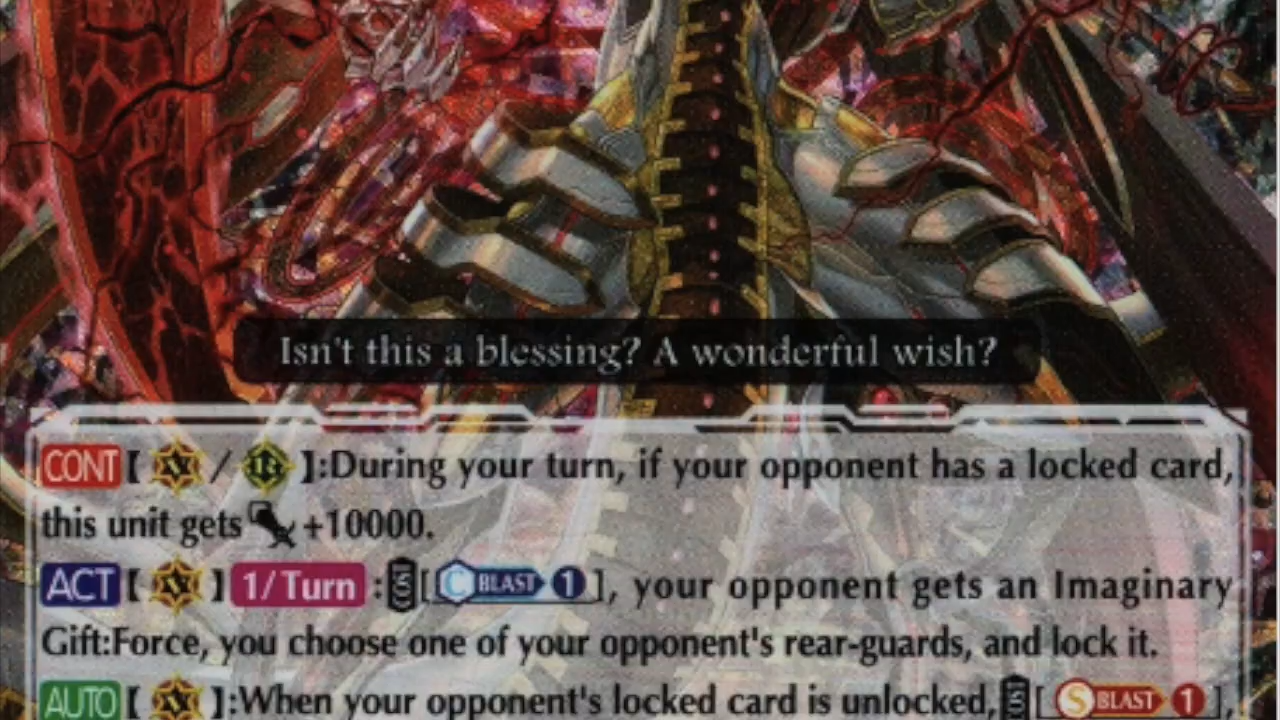 Isn't this a blessing? A wonderful wish?
CONT [ V / R ]:During your turn, if your opponent has a locked card,
this unit gets +10000.
ACT [ V ] 1/Turn : COST [ C BLAST 1 ], your opponent gets an Imaginary
Gift:Force, you choose one of your opponent's rear-guards, and lock it.
AUTO [ V ]:When your opponent's locked card is unlocked, COST [ S BLAST 1 ],